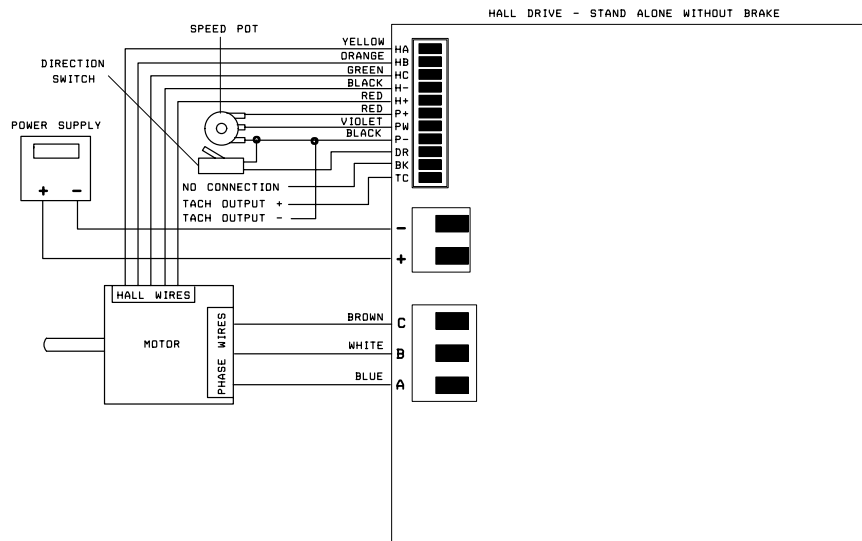 HALL DRIVE - STAND ALONE WITHOUT BRAKE
SPEED POT
DIRECTION
SWITCH
POWER SUPPLY
+ -
YELLOW HA
ORANGE HB
GREEN HC
BLACK H-
RED H+
RED P+
VIOLET PW
BLACK P-
DR
BK
TC
NO CONNECTION
TACH OUTPUT +
TACH OUTPUT -
-
+
HALL WIRES
MOTOR
PHASE WIRES
BROWN C
WHITE B
BLUE A